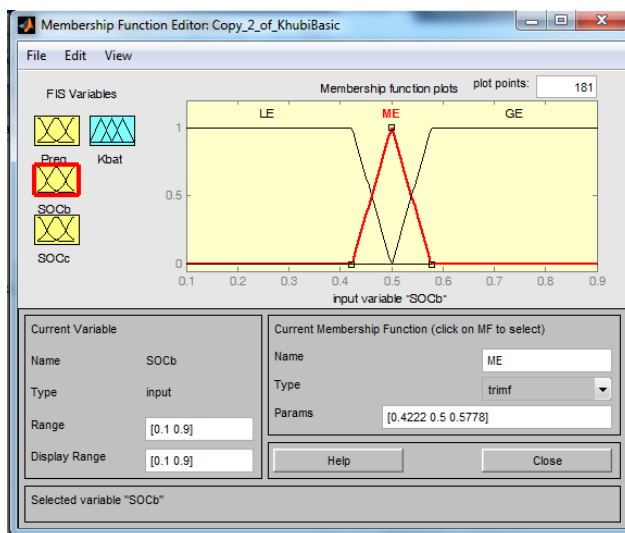 Membership Function Editor: Copy_2_of_KhubiBasic
File Edit View
FIS Variables
Membership function plots plot points: 181
Preq Kbat
SOCb
SOCc
LE ME GE
1
0.5
0
0.1 0.2 0.3 0.4 0.5 0.6 0.7 0.8 0.9
input variable "SOCb"
Current Variable
Name SOCb
Type input
Range [0.1 0.9]
Display Range [0.1 0.9]
Current Membership Function (click on MF to select)
Name ME
Type trimf
Params [0.4222 0.5 0.5778]
Help Close
Selected variable "SOCb"